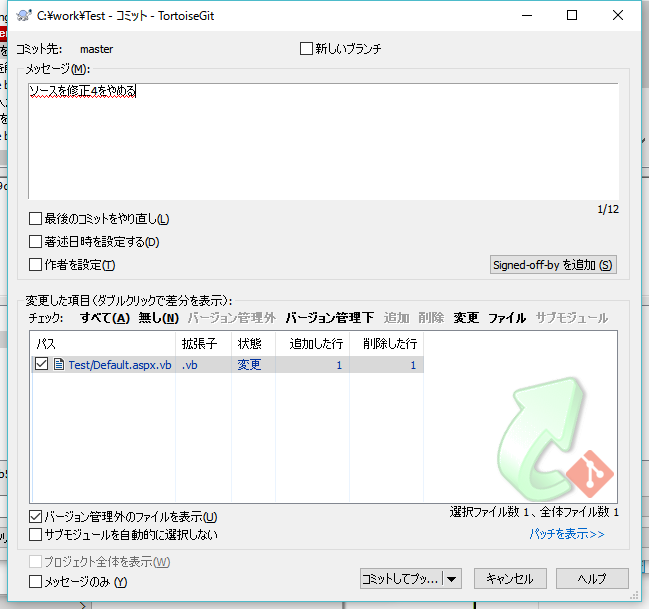 C:¥work¥Test - コミット - TortoiseGit
コミット先: master 新しいブランチ
メッセージ(M):
ソースを修正4をやめる
1/12
最後のコミットをやり直し(L)
著述日時を設定する(D)
作者を設定(T)
Signed-off-by を追加 (S)
変更した項目(ダブルクリックで差分を表示):
チェック: すべて(A) 無し(N) バージョン管理外 バージョン管理下 追加 削除 変更 ファイル サブモジュール
パス 拡張子 状態 追加した行 削除した行
Test/Default.aspx.vb .vb 変更 1 1
バージョン管理外のファイルを表示(U)
選択ファイル数 1、全体ファイル数 1
サブモジュールを自動的に選択しない
パッチを表示>>
プロジェクト全体を表示(W)
メッセージのみ (Y)
コミットしてプッ... キャンセル ヘルプ